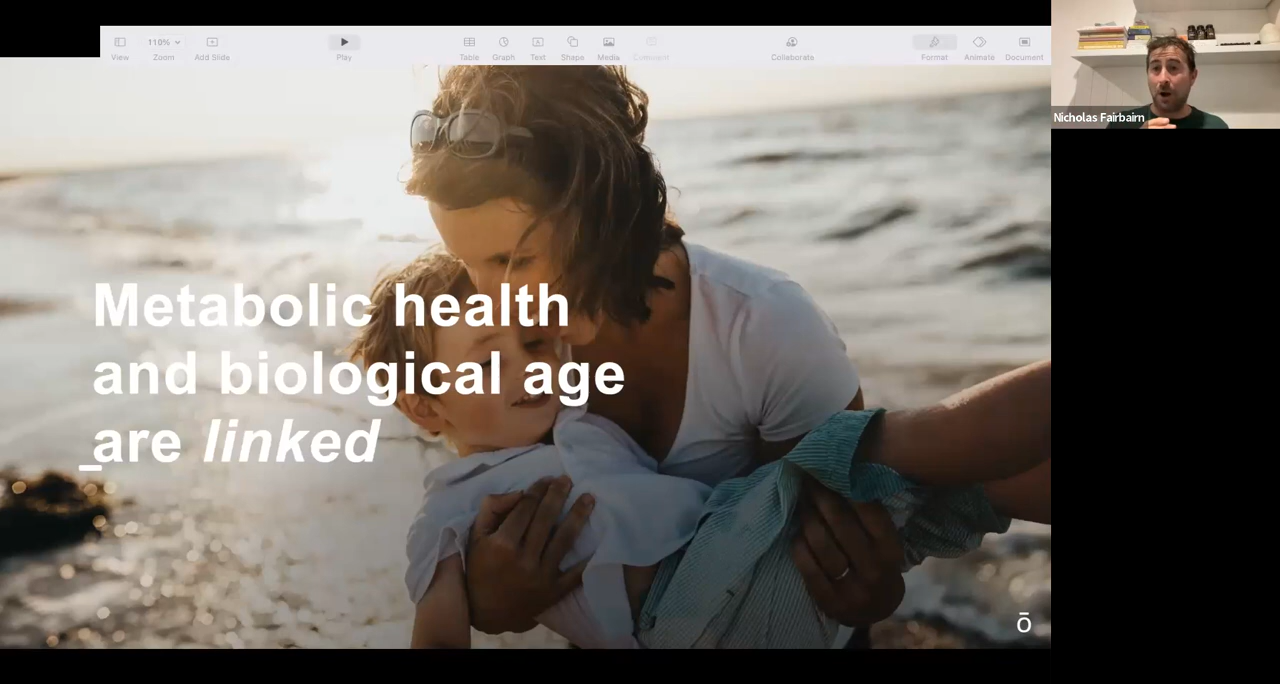 110%
View
Zoom
Add Slide
Play
Table
Graph
Text
Shape
Media
Comment
Collaborate
Format
Animate
Document
Nicholas Fairbairn
Metabolic health
and biological age
are linked
ō